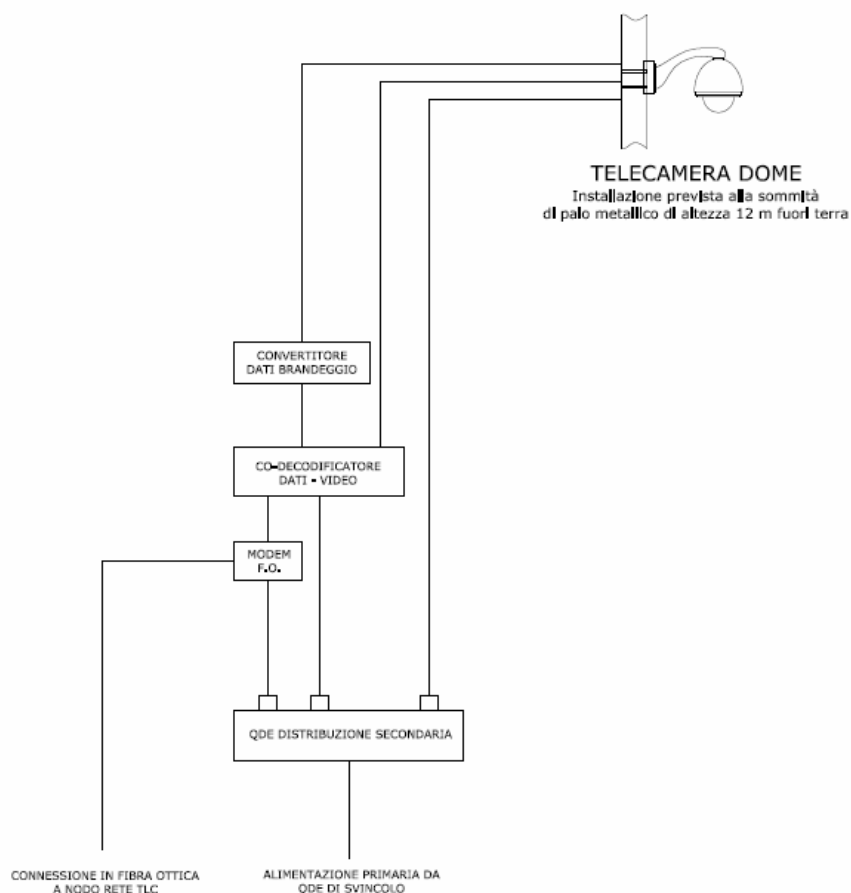 TELECAMERA DOME
Installazione prevista alla sommità
di palo metallico di altezza 12 m fuori terra
CONVERTITORE
DATI BRANDEGGIO
CO-DECODIFICATORE
DATI - VIDEO
MODEM
F.O.
QDE DISTRIBUZIONE SECONDARIA
CONNESSIONE IN FIBRA OTTICA
A NODO RETE TLC
ALIMENTAZIONE PRIMARIA DA
QDE DI SVINCOLO